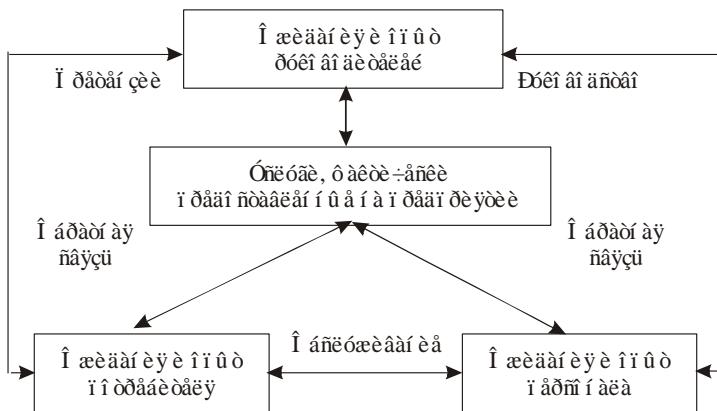 Î æèäàí èÿ è î ï û ò
ðóêî âî äèòåëåé
Ï ðåòåí çèè
Ðóêî âî äñòâî
Óñëóãè, ô àêòè÷åñêè
ï ðåäî ñòàâëåí í û å í à ï ðåäï ðèÿòèè
Î áðàòí àÿ
ñâÿçü
Î áðàòí àÿ
ñâÿçü
Î æèäàí èÿ è î ï û ò
ï î òðåáèòåëÿ
Î áñëóæèâàí èå
Î æèäàí èÿ è î ï û ò
ï åðñî í àëà